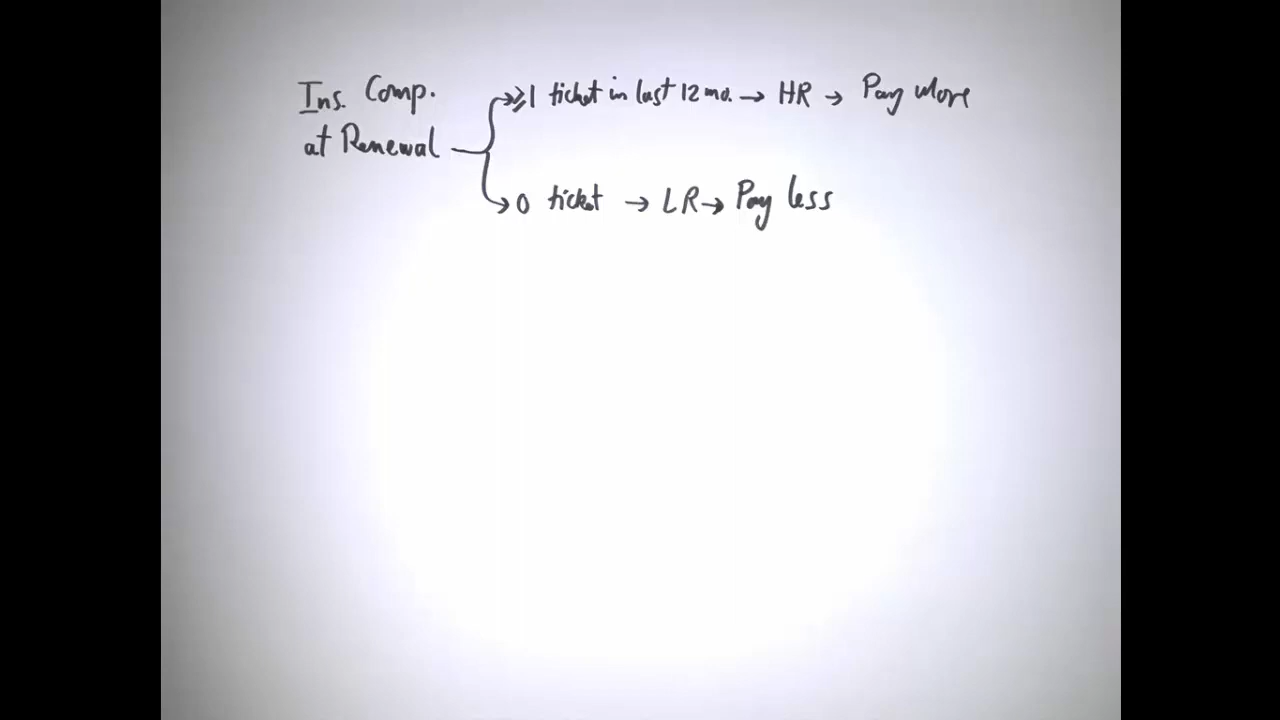 Ins. Comp.
at Renewal
≥1 ticket in last 12 mo. → HR → Pay More
0 ticket → LR → Pay less